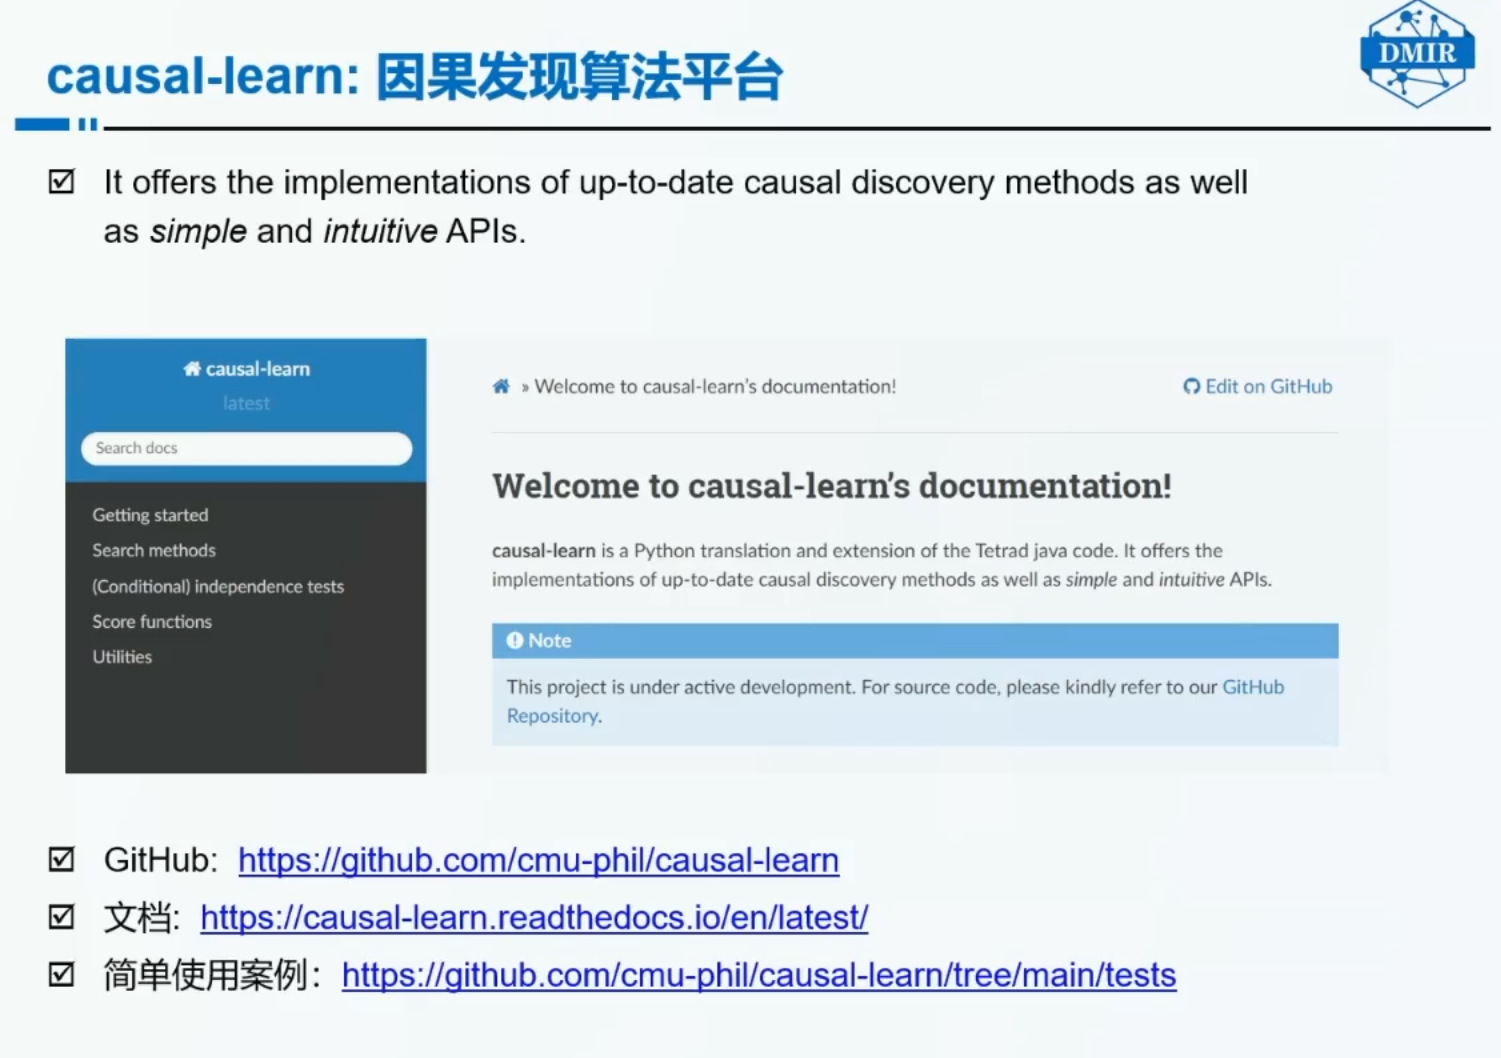 causal-learn: 因果发现算法平台
DMIR
It offers the implementations of up-to-date causal discovery methods as well
as simple and intuitive APIs.
causal-learn
latest
Search docs
Getting started
Search methods
(Conditional) independence tests
Score functions
Utilities
» Welcome to causal-learn's documentation!
Edit on GitHub
Welcome to causal-learn's documentation!
causal-learn is a Python translation and extension of the Tetrad java code. It offers the
implementations of up-to-date causal discovery methods as well as simple and intuitive APIs.
Note
This project is under active development. For source code, please kindly refer to our GitHub
Repository.
GitHub: https://github.com/cmu-phil/causal-learn
文档: https://causal-learn.readthedocs.io/en/latest/
简单使用案例：https://github.com/cmu-phil/causal-learn/tree/main/tests